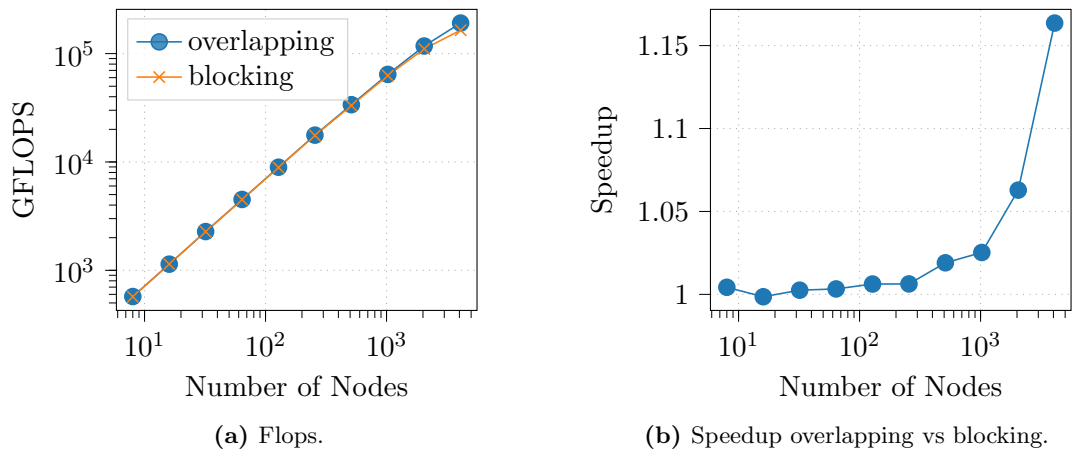 overlapping
blocking
10^5
10^4
10^3
GFLOPS
10^1
10^2
10^3
Number of Nodes
(a) Flops.
1.15
1.1
1.05
1
Speedup
10^1
10^2
10^3
Number of Nodes
(b) Speedup overlapping vs blocking.